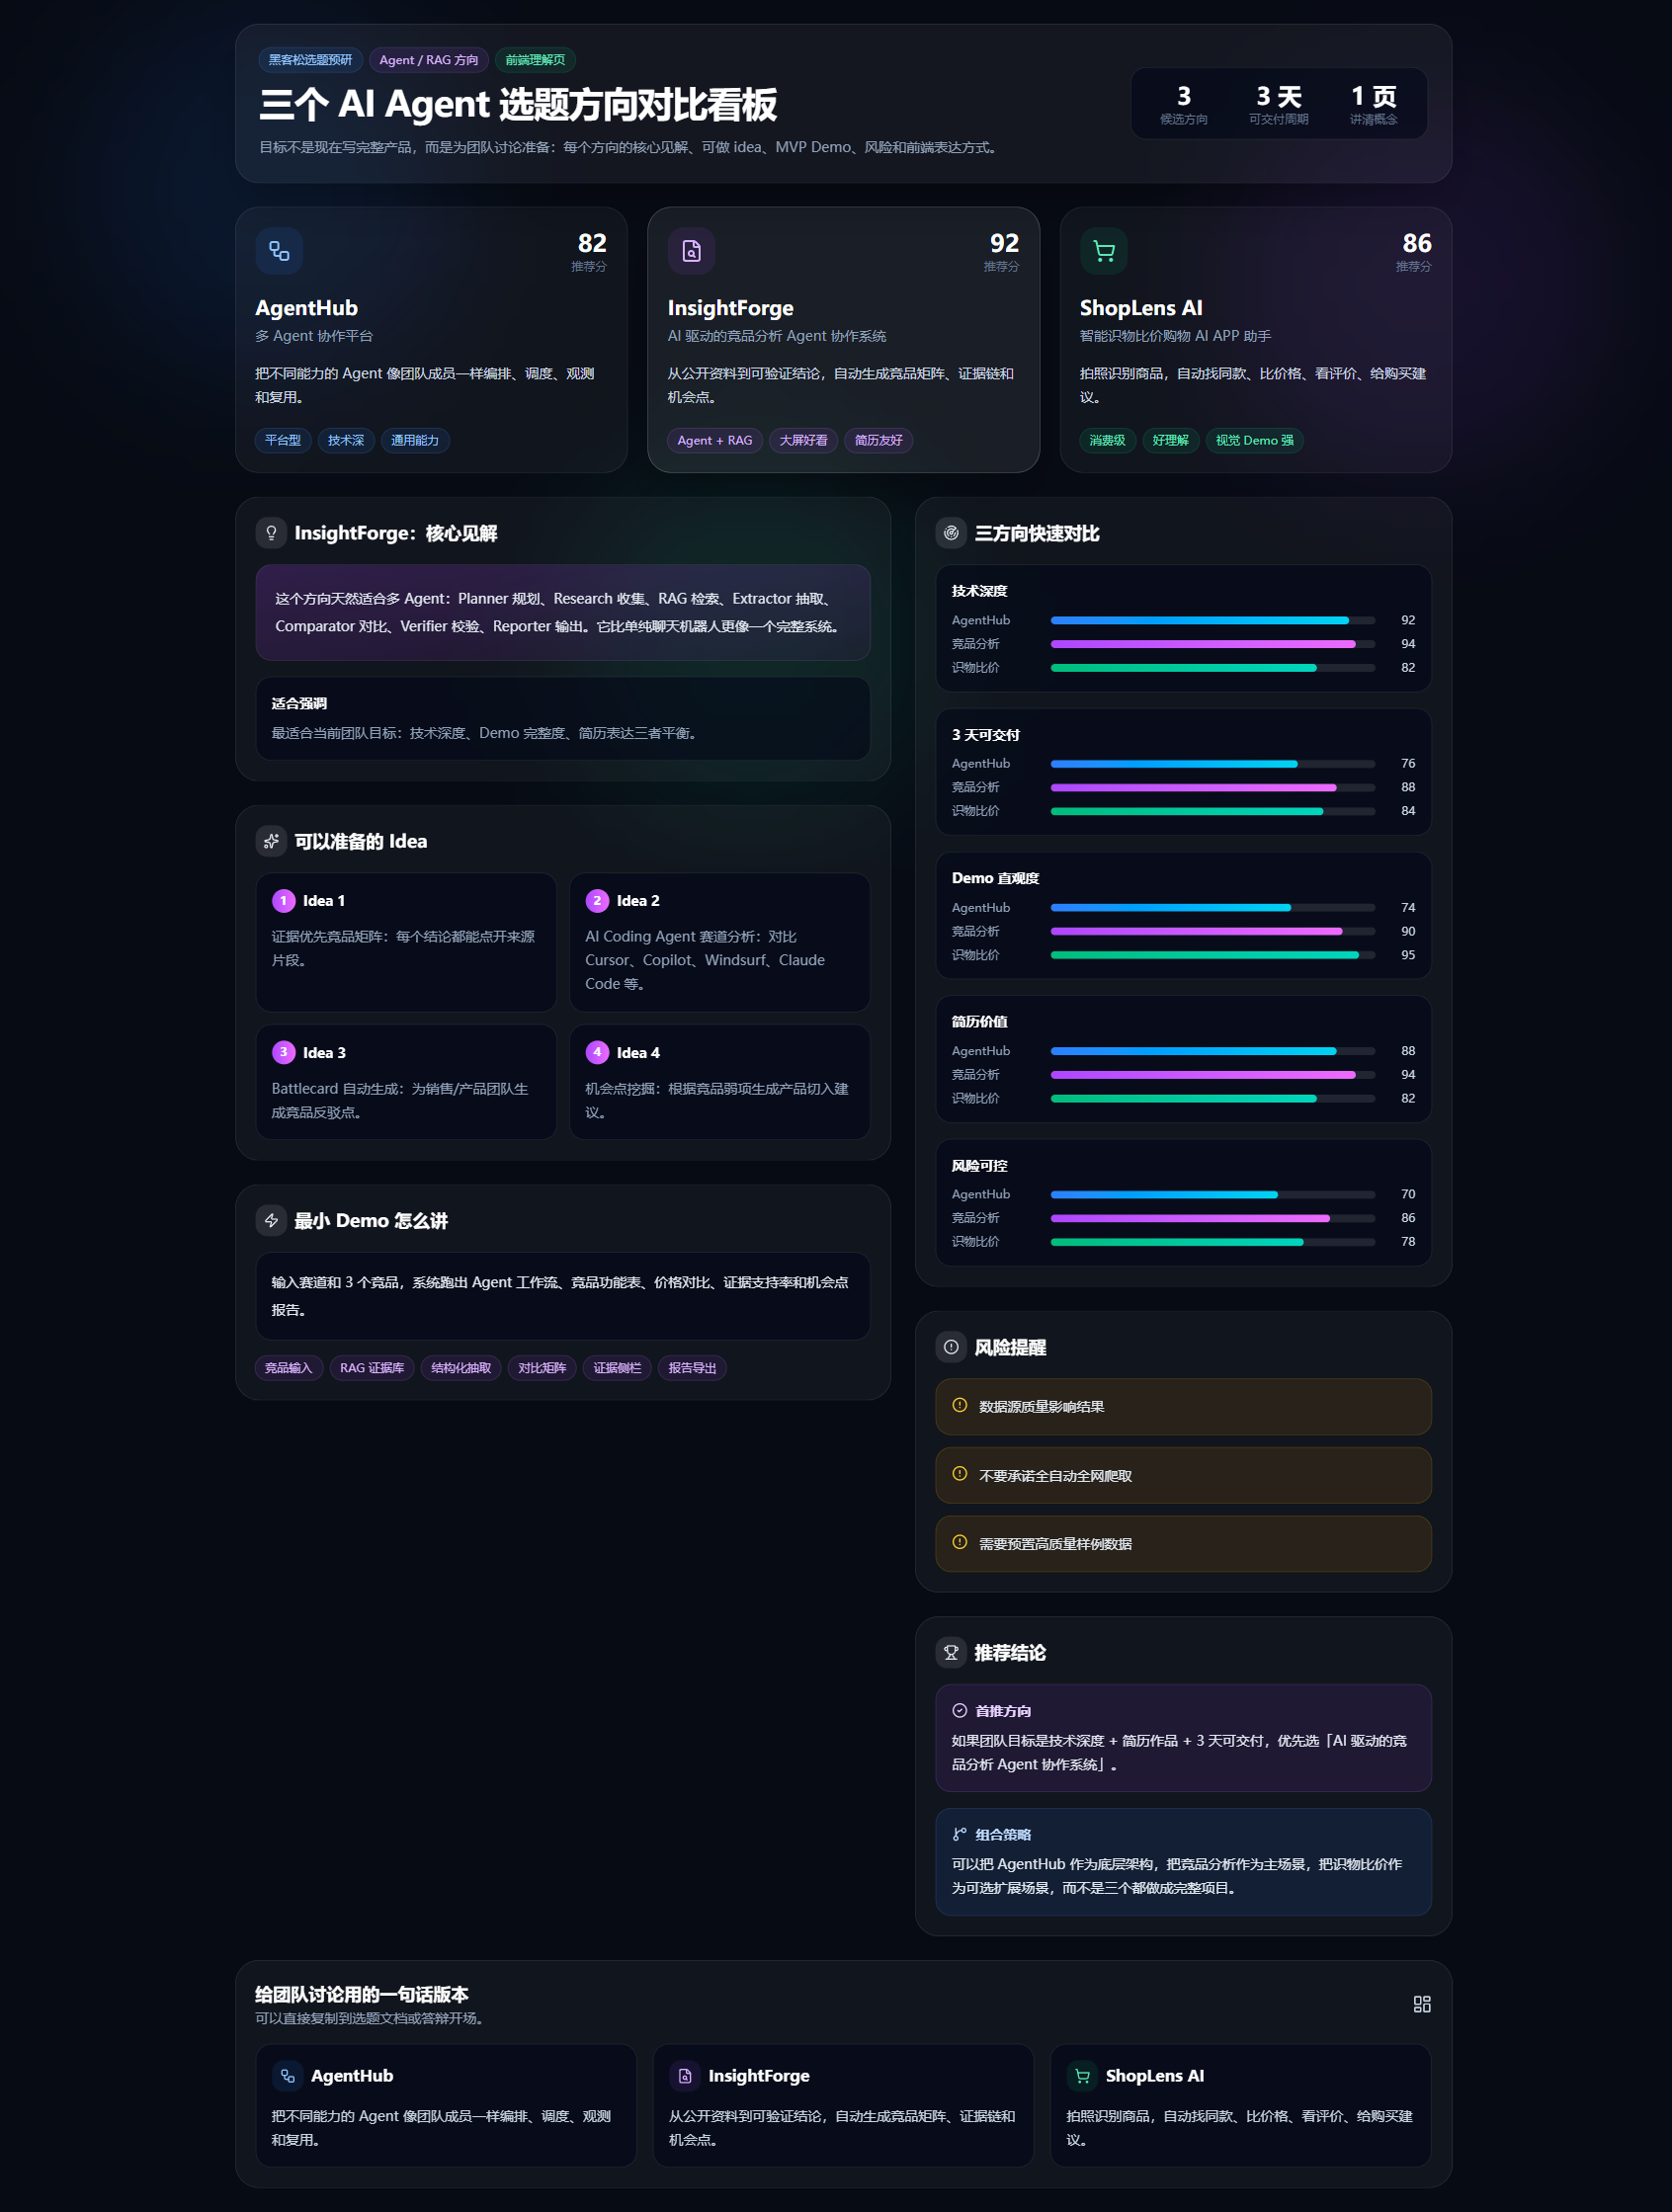 黑客松选题预研
Agent / RAG 方向
前端理解页
三个 AI Agent 选题方向对比看板
目标不是现在写完整产品，而是为团队讨论准备：每个方向的核心见解、可做 idea、MVP Demo、风险和前端表达方式。
3
候选方向
3 天
可交付周期
1 页
讲清概念
82
推荐分
AgentHub
多 Agent 协作平台
把不同能力的 Agent 像团队成员一样编排、调度、观测
和复用。
平台型
技术深
通用能力
92
推荐分
InsightForge
AI 驱动的竞品分析 Agent 协作系统
从公开资料到可验证结论，自动生成竞品矩阵、证据链和
机会点。
Agent + RAG
大屏好看
简历友好
86
推荐分
ShopLens AI
智能识物比价购物 AI APP 助手
拍照识别商品，自动找同款、比价格、看评价、给购买建
议。
消费级
好理解
视觉 Demo 强
InsightForge：核心见解
这个方向天然适合多 Agent：Planner 规划、Research 收集、RAG 检索、Extractor 抽取、
Comparator 对比、Verifier 校验、Reporter 输出。它比单纯聊天机器人更像一个完整系统。
适合强调
最适合当前团队目标：技术深度、Demo 完整度、简历表达三者平衡。
可以准备的 Idea
1 Idea 1
证据优先竞品矩阵：每个结论都能点开来源
片段。
2 Idea 2
AI Coding Agent 赛道分析：对比
Cursor、Copilot、Windsurf、Claude
Code 等。
3 Idea 3
Battlecard 自动生成：为销售/产品团队生
成竞品反驳点。
4 Idea 4
机会点挖掘：根据竞品弱项生成产品切入建
议。
最小 Demo 怎么讲
输入赛道和 3 个竞品，系统跑出 Agent 工作流、竞品功能表、价格对比、证据支持率和机会点
报告。
竞品输入
RAG 证据库
结构化抽取
对比矩阵
证据侧栏
报告导出
三方向快速对比
技术深度
AgentHub 92
竞品分析 94
识物比价 82
3 天可交付
AgentHub 76
竞品分析 88
识物比价 84
Demo 直观度
AgentHub 74
竞品分析 90
识物比价 95
简历价值
AgentHub 88
竞品分析 94
识物比价 82
风险可控
AgentHub 70
竞品分析 86
识物比价 78
风险提醒
数据源质量影响结果
不要承诺全自动全网爬取
需要预置高质量样例数据
推荐结论
首推方向
如果团队目标是技术深度 + 简历作品 + 3 天可交付，优先选「AI 驱动的竞
品分析 Agent 协作系统」。
组合策略
可以把 AgentHub 作为底层架构，把竞品分析作为主场景，把识物比价作
为可选扩展场景，而不是三个都做成完整项目。
给团队讨论用的一句话版本
可以直接复制到选题文档或答辩开场。
AgentHub
把不同能力的 Agent 像团队成员一样编排、调度、观测
和复用。
InsightForge
从公开资料到可验证结论，自动生成竞品矩阵、证据链和
机会点。
ShopLens AI
拍照识别商品，自动找同款、比价格、看评价、给购买建
议。